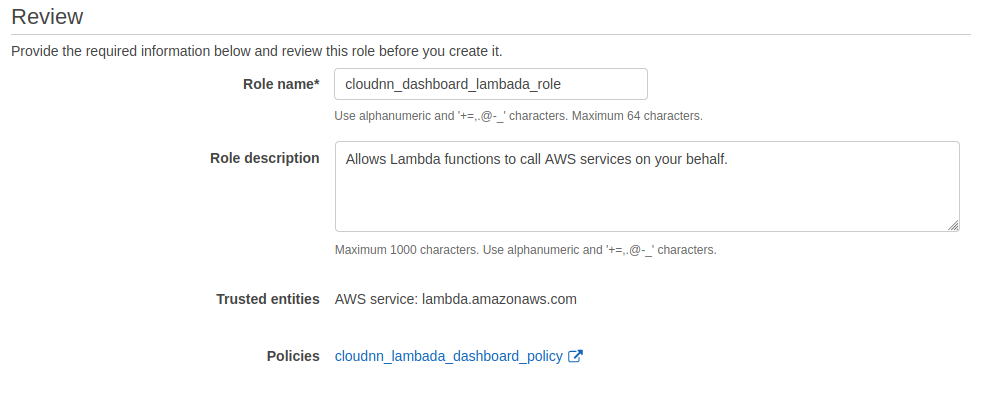 Review
Provide the required information below and review this role before you create it.
Role name* cloudnn_dashboard_lambada_role
Use alphanumeric and '+=,.@-_' characters. Maximum 64 characters.
Role description Allows Lambda functions to call AWS services on your behalf.
Maximum 1000 characters. Use alphanumeric and '+=,.@-_' characters.
Trusted entities AWS service: lambda.amazonaws.com
Policies cloudnn_lambada_dashboard_policy